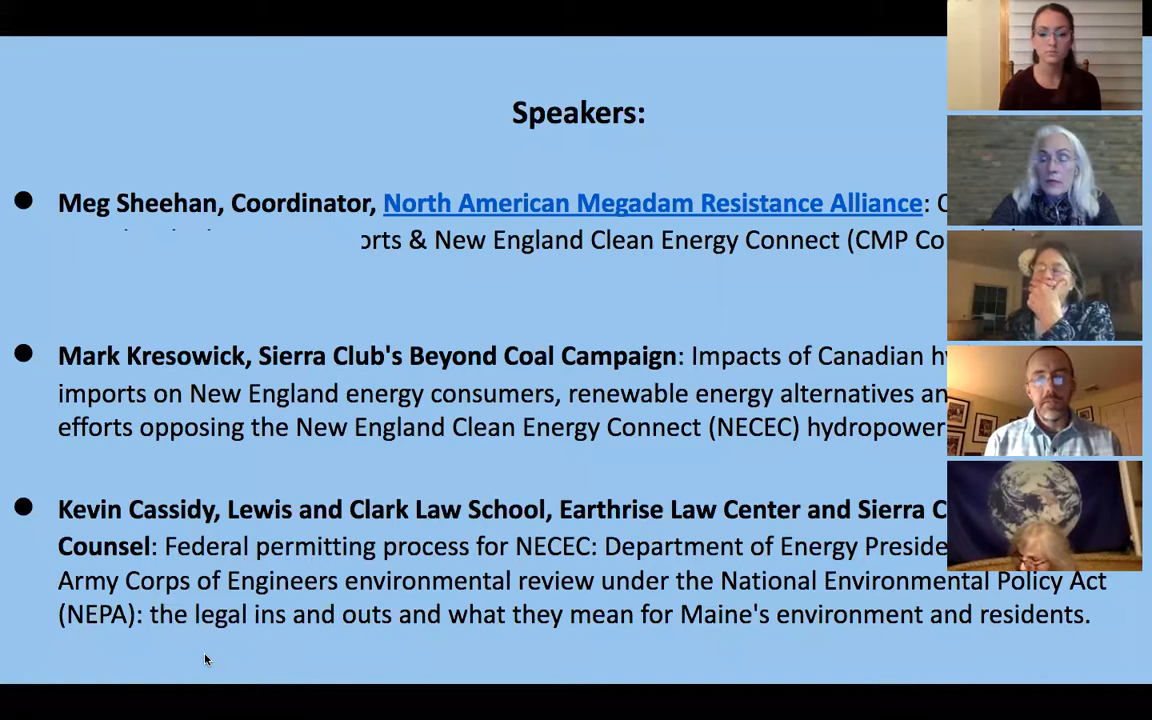 Speakers:
● Meg Sheehan, Coordinator, North American Megadam Resistance Alliance:
& New England Clean Energy Connect (CMP
● Mark Kresowick, Sierra Club's Beyond Coal Campaign: Impacts of Canadian
imports on New England energy consumers, renewable energy alternatives
efforts opposing the New England Clean Energy Connect (NECEC) hydropower
● Kevin Cassidy, Lewis and Clark Law School, Earthrise Law Center and Sierra
Counsel: Federal permitting process for NECEC: Department of Energy
Army Corps of Engineers environmental review under the National Environmental Policy Act
(NEPA): the legal ins and outs and what they mean for Maine's environment and residents.